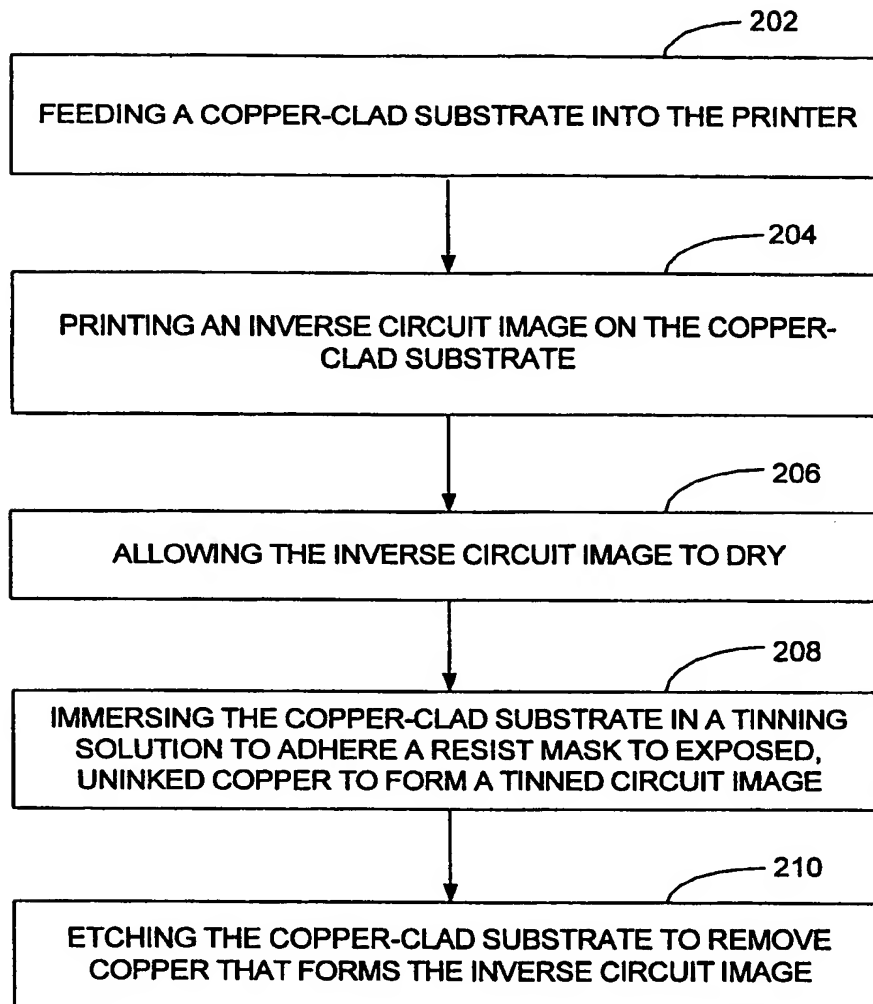 202
FEEDING A COPPER-CLAD SUBSTRATE INTO THE PRINTER
204
PRINTING AN INVERSE CIRCUIT IMAGE ON THE COPPER-
CLAD SUBSTRATE
206
ALLOWING THE INVERSE CIRCUIT IMAGE TO DRY
208
IMMERSING THE COPPER-CLAD SUBSTRATE IN A TINNING
SOLUTION TO ADHERE A RESIST MASK TO EXPOSED,
UNINKED COPPER TO FORM A TINNED CIRCUIT IMAGE
210
ETCHING THE COPPER-CLAD SUBSTRATE TO REMOVE
COPPER THAT FORMS THE INVERSE CIRCUIT IMAGE